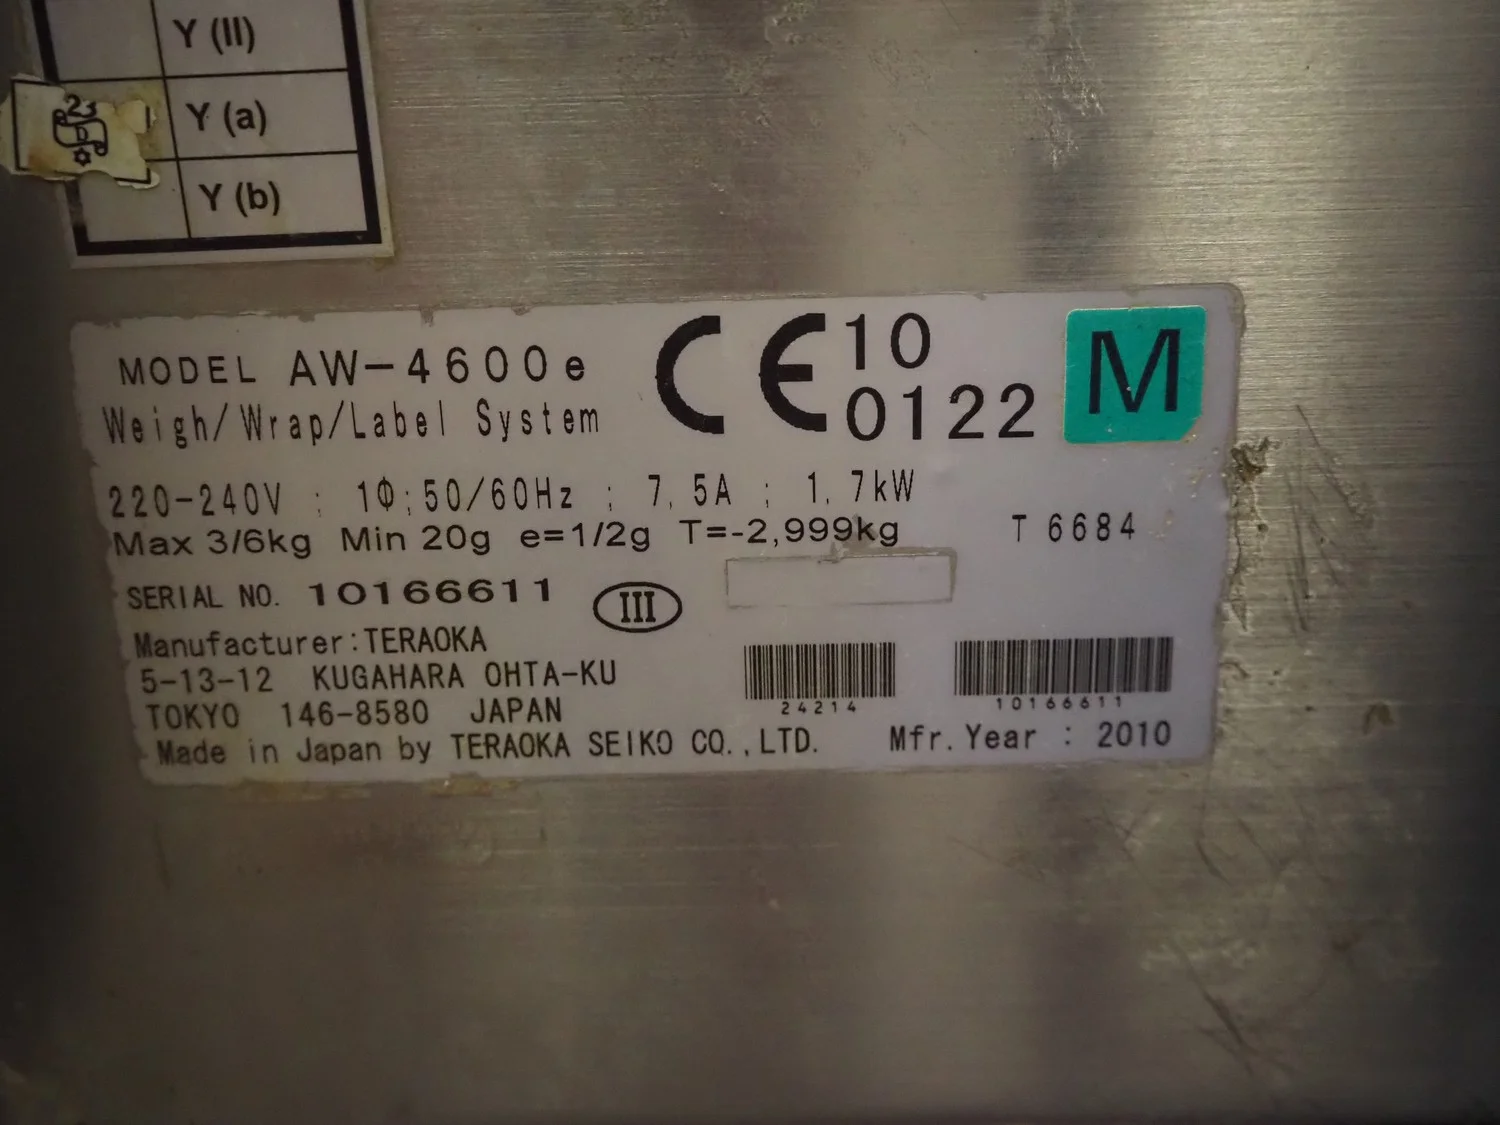 Y (II)
Y (a)
Y (b)
23
D
MODEL AW-4600e
Weigh/Wrap/Label System
CE 10
0122
M
220-240V ; 1Φ;50/60Hz ; 7.5A ; 1.7kW
Max 3/6kg Min 20g e=1/2g T=-2,999kg
T 6684
SERIAL NO. 10166611
III
Manufacturer:TERAOKA
5-13-12 KUGAHARA OHTA-KU
TOKYO 146-8580 JAPAN
24214
10166611
Made in Japan by TERAOKA SEIKO CO.,LTD.
Mfr.Year : 2010